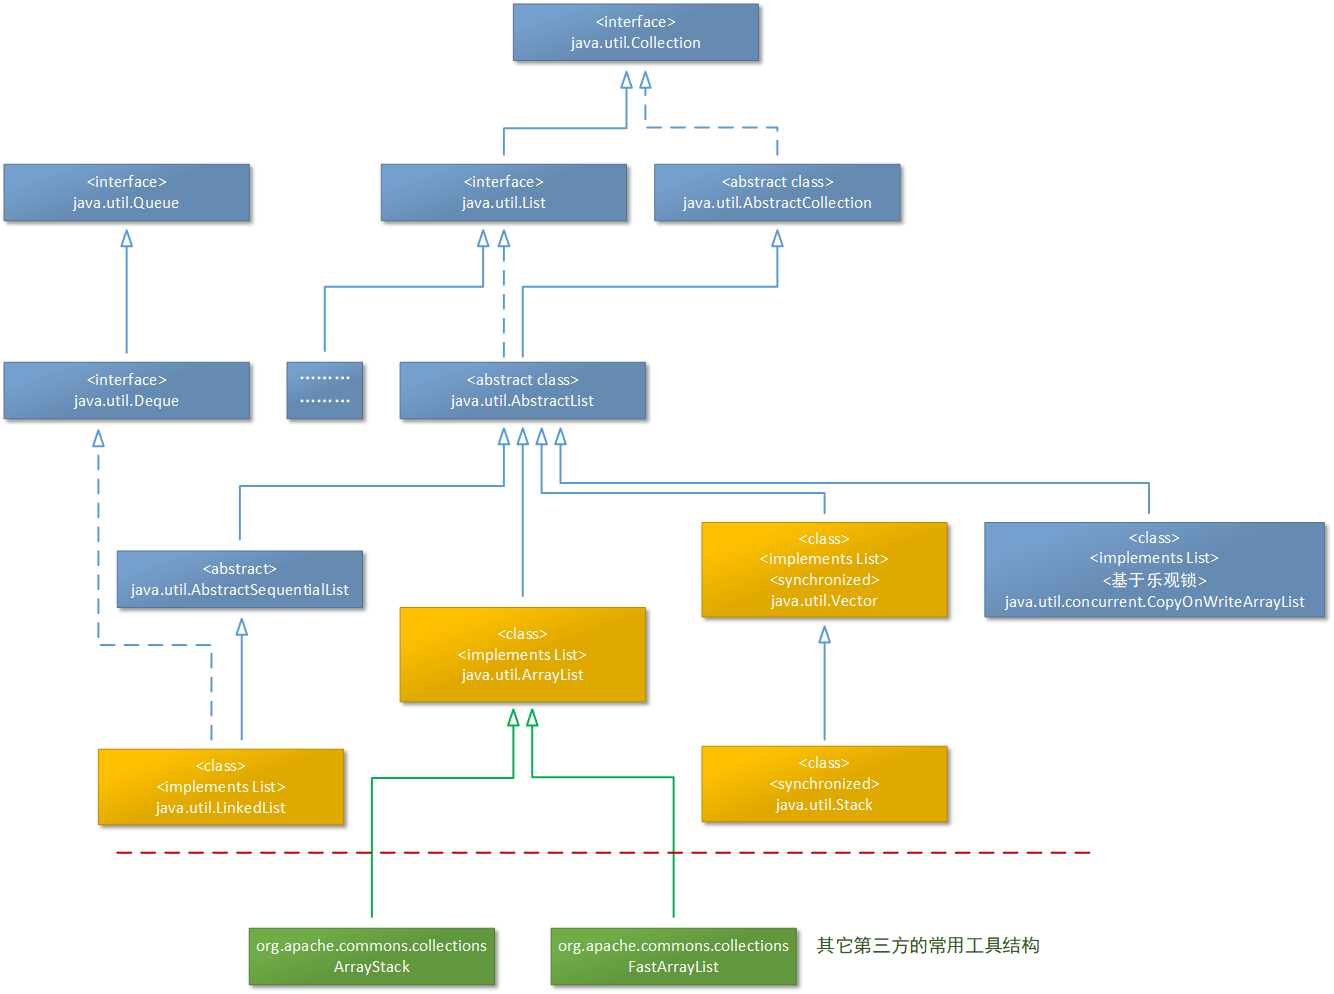 <interface>
java.util.Collection
<interface>
java.util.Queue
<interface>
java.util.List
<abstract class>
java.util.AbstractCollection
<interface>
java.util.Deque
………
………
<abstract class>
java.util.AbstractList
<abstract>
java.util.AbstractSequentialList
<class>
<implements List>
java.util.ArrayList
<class>
<implements List>
<synchronized>
java.util.Vector
<class>
<implements List>
<基于乐观锁>
java.util.concurrent.CopyOnWriteArrayList
<class>
<implements List>
java.util.LinkedList
<class>
<synchronized>
java.util.Stack
org.apache.commons.collections
ArrayStack
org.apache.commons.collections
FastArrayList
其它第三方的常用工具结构